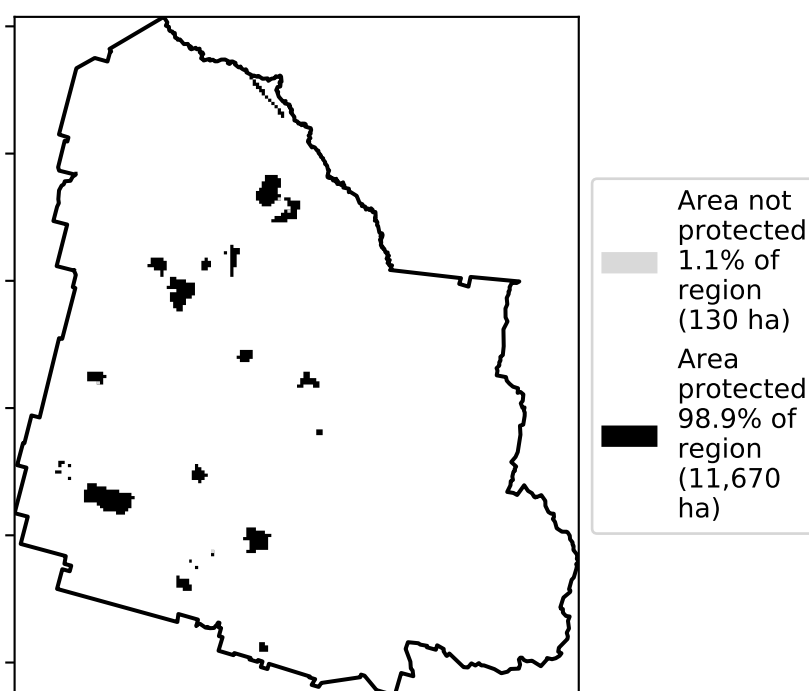 Area not
protected
1.1% of
region
(130 ha)
Area
protected
98.9% of
region
(11,670
ha)